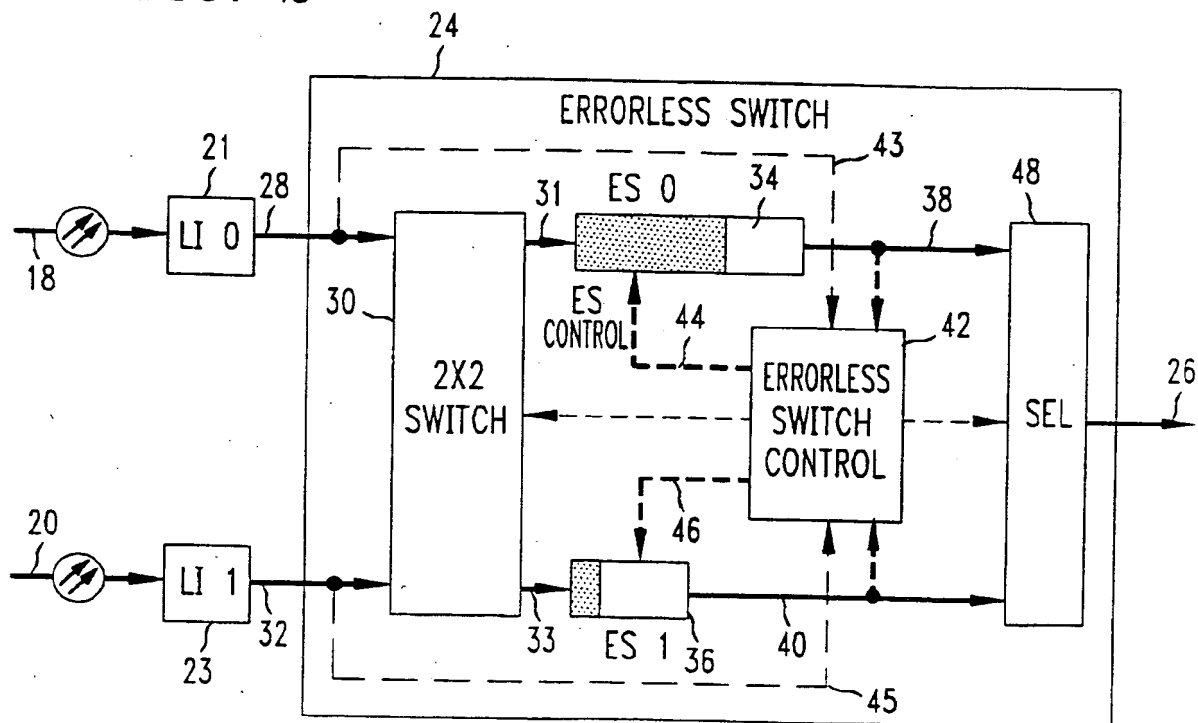 24
ERRORLESS SWITCH
43
21
28
31
ES 0
34
38
48
LI 0
18
30
ES
CONTROL
44
42
2X2
SWITCH
ERRORLESS
SWITCH
CONTROL
SEL
26
20
46
LI 1
32
33
ES 1
36
40
23
45